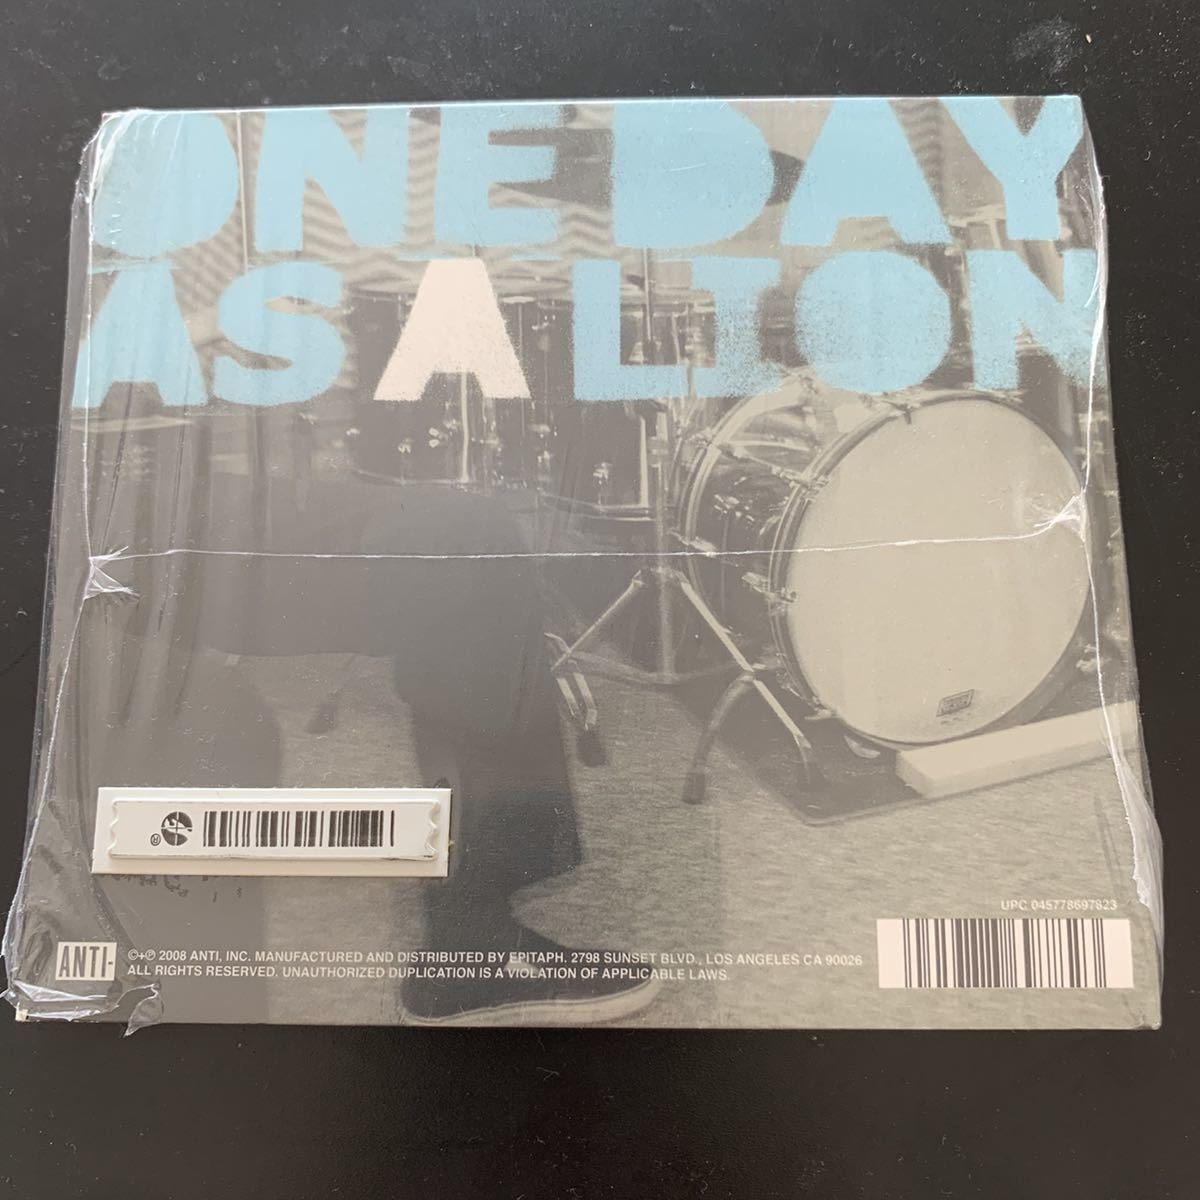 ONE DAY
AS A LION
UPC 045778697823
ANTI-
©+℗ 2008 ANTI, INC. MANUFACTURED AND DISTRIBUTED BY EPITAPH. 2798 SUNSET BLVD., LOS ANGELES CA 90026
ALL RIGHTS RESERVED. UNAUTHORIZED DUPLICATION IS A VIOLATION OF APPLICABLE LAWS.
®